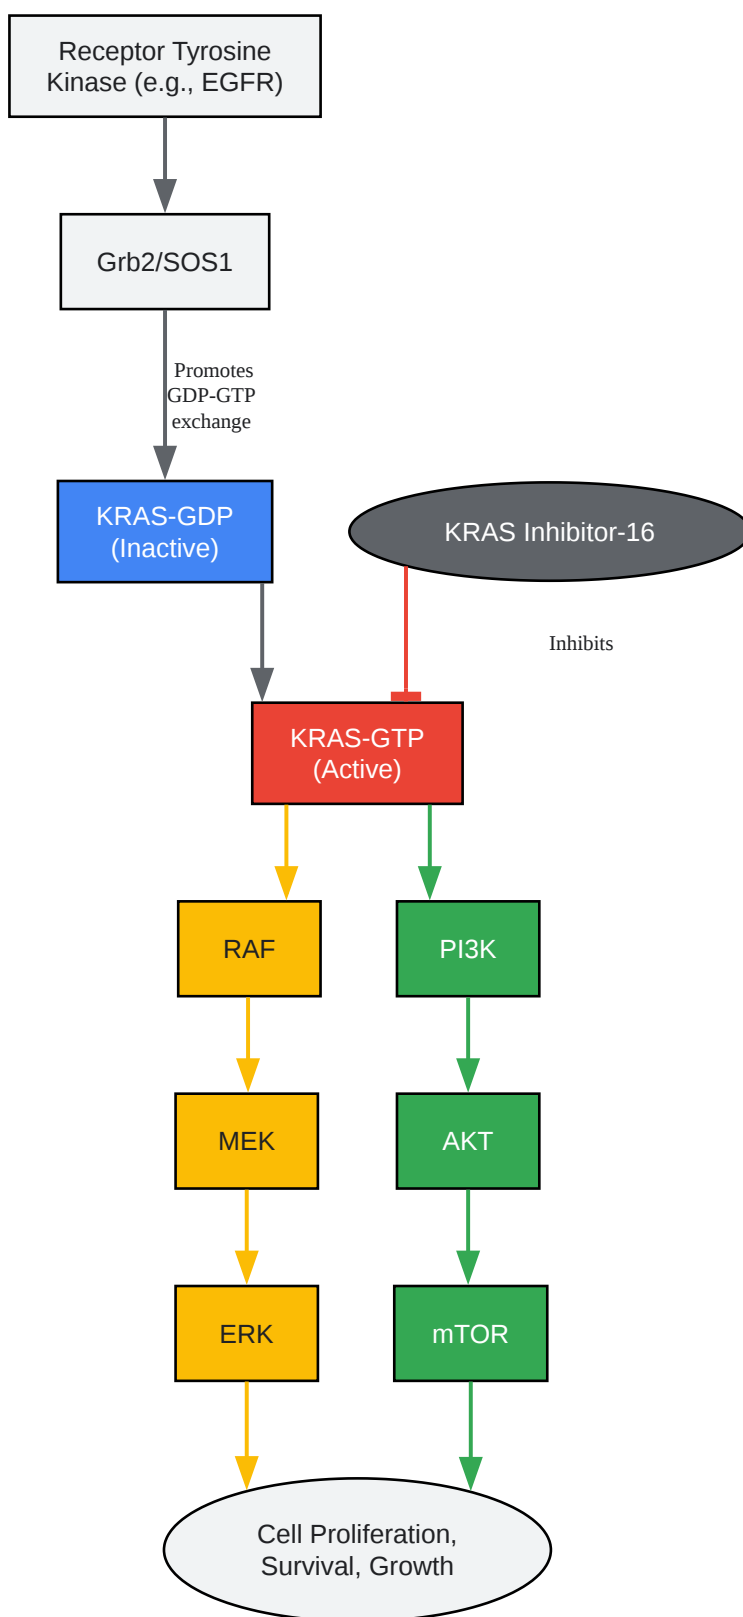 Receptor Tyrosine
Kinase (e.g., EGFR)
Grb2/SOS1
Promotes
GDP-GTP
exchange
KRAS-GDP
(Inactive)
KRAS Inhibitor-16
Inhibits
KRAS-GTP
(Active)
RAF
PI3K
MEK
AKT
ERK
mTOR
Cell Proliferation,
Survival, Growth